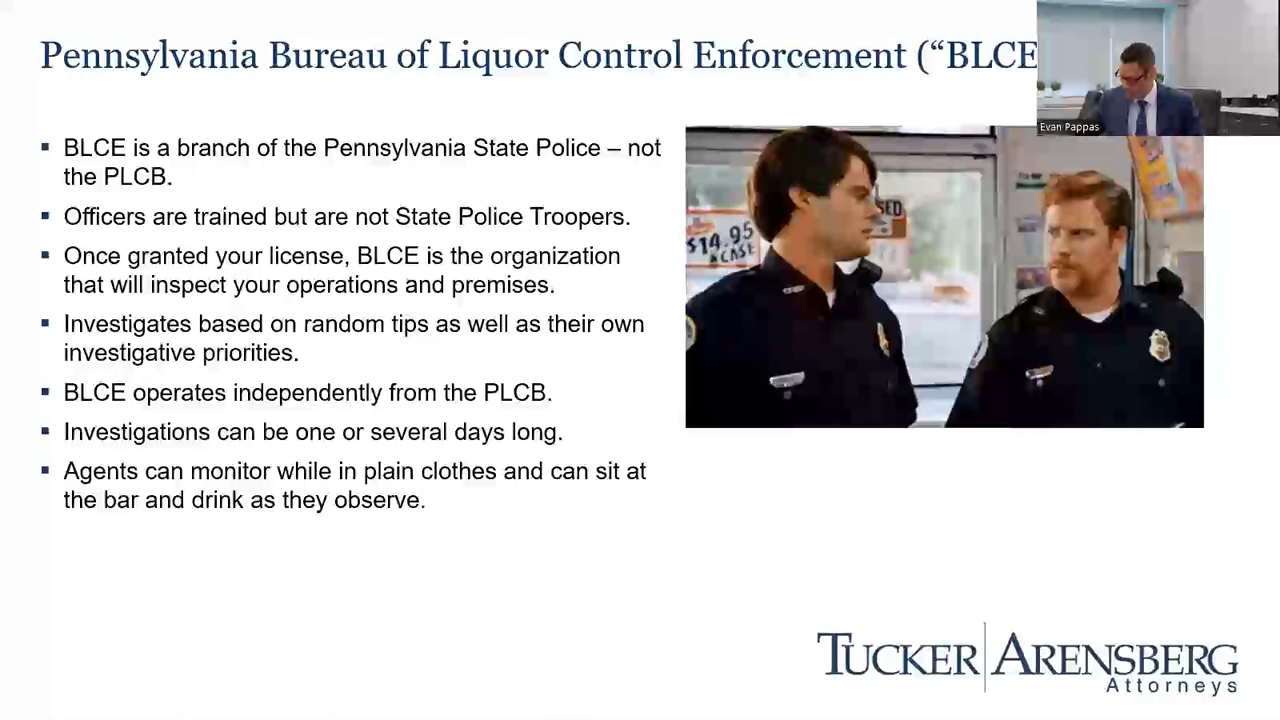 Pennsylvania Bureau of Liquor Control Enforcement (“BLCE
Evan Pappas
▪ BLCE is a branch of the Pennsylvania State Police – not
the PLCB.
▪ Officers are trained but are not State Police Troopers.
▪ Once granted your license, BLCE is the organization
that will inspect your operations and premises.
▪ Investigates based on random tips as well as their own
investigative priorities.
▪ BLCE operates independently from the PLCB.
▪ Investigations can be one or several days long.
▪ Agents can monitor while in plain clothes and can sit at
the bar and drink as they observe.
$14.95
A CASE
TUCKER ARENSBERG
Attorneys